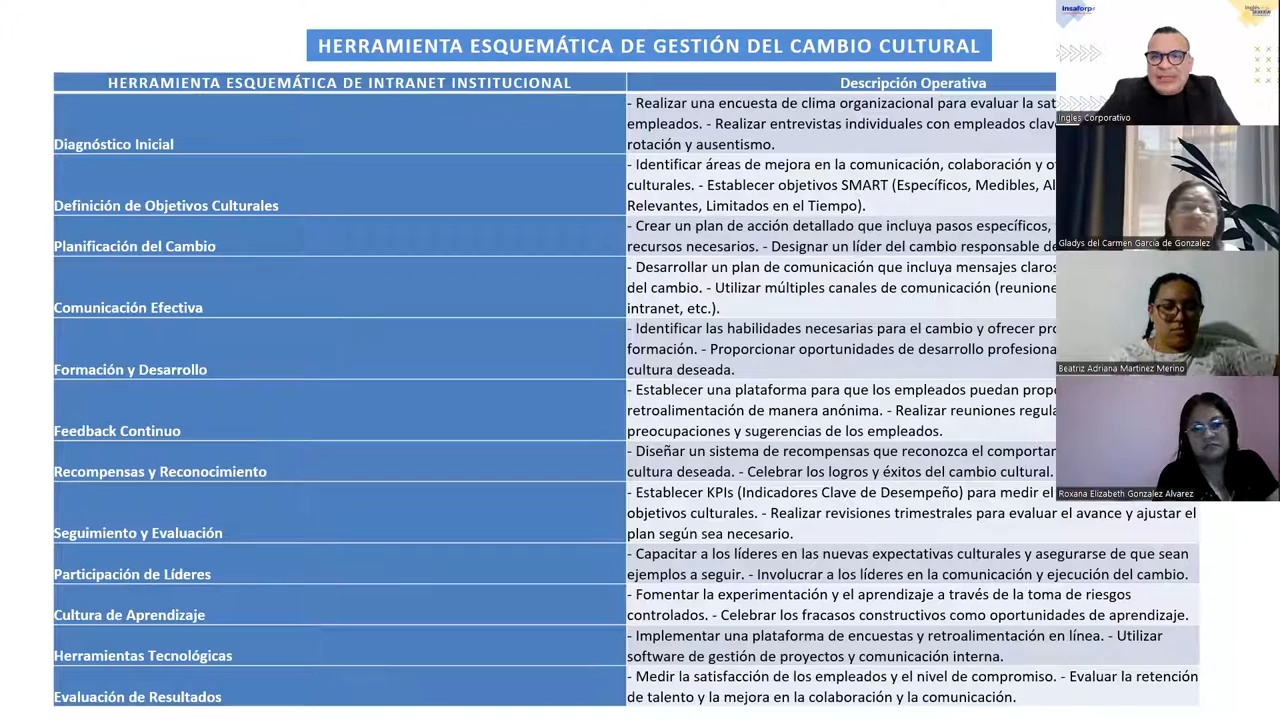 HERRAMIENTA ESQUEMÁTICA DE GESTIÓN DEL CAMBIO CULTURAL
HERRAMIENTA ESQUEMÁTICA DE INTRANET INSTITUCIONAL
Descripción Operativa
Diagnóstico Inicial
- Realizar una encuesta de clima organizacional para evaluar la sat
empleados. - Realizar entrevistas individuales con empleados clav
rotación y ausentismo.
Definición de Objetivos Culturales
- Identificar áreas de mejora en la comunicación, colaboración y o
culturales. - Establecer objetivos SMART (Específicos, Medibles, Al
Relevantes, Limitados en el Tiempo).
Planificación del Cambio
- Crear un plan de acción detallado que incluya pasos específicos,
recursos necesarios. - Designar un líder del cambio responsable de
Comunicación Efectiva
- Desarrollar un plan de comunicación que incluya mensajes claros
del cambio. - Utilizar múltiples canales de comunicación (reunione
intranet, etc.).
Formación y Desarrollo
- Identificar las habilidades necesarias para el cambio y ofrecer pro
formación. - Proporcionar oportunidades de desarrollo profesiona
cultura deseada.
Feedback Continuo
- Establecer una plataforma para que los empleados puedan prop
retroalimentación de manera anónima. - Realizar reuniones regula
preocupaciones y sugerencias de los empleados.
Recompensas y Reconocimiento
- Diseñar un sistema de recompensas que reconozca el comportam
cultura deseada. - Celebrar los logros y éxitos del cambio cultural.
Seguimiento y Evaluación
- Establecer KPIs (Indicadores Clave de Desempeño) para medir el
objetivos culturales. - Realizar revisiones trimestrales para evaluar el avance y ajustar el
plan según sea necesario.
Participación de Líderes
- Capacitar a los líderes en las nuevas expectativas culturales y asegurarse de que sean
ejemplos a seguir. - Involucrar a los líderes en la comunicación y ejecución del cambio.
Cultura de Aprendizaje
- Fomentar la experimentación y el aprendizaje a través de la toma de riesgos
controlados. - Celebrar los fracasos constructivos como oportunidades de aprendizaje.
Herramientas Tecnológicas
- Implementar una plataforma de encuestas y retroalimentación en línea. - Utilizar
software de gestión de proyectos y comunicación interna.
Evaluación de Resultados
- Medir la satisfacción de los empleados y el nivel de compromiso. - Evaluar la retención
de talento y la mejora en la colaboración y la comunicación.
insaforp
Ingles Corporativo
Gladys del Carmen García de Gonzalez
Beatriz Adriana Martinez Merino
Roxana Elizabeth Gonzalez Alvarez